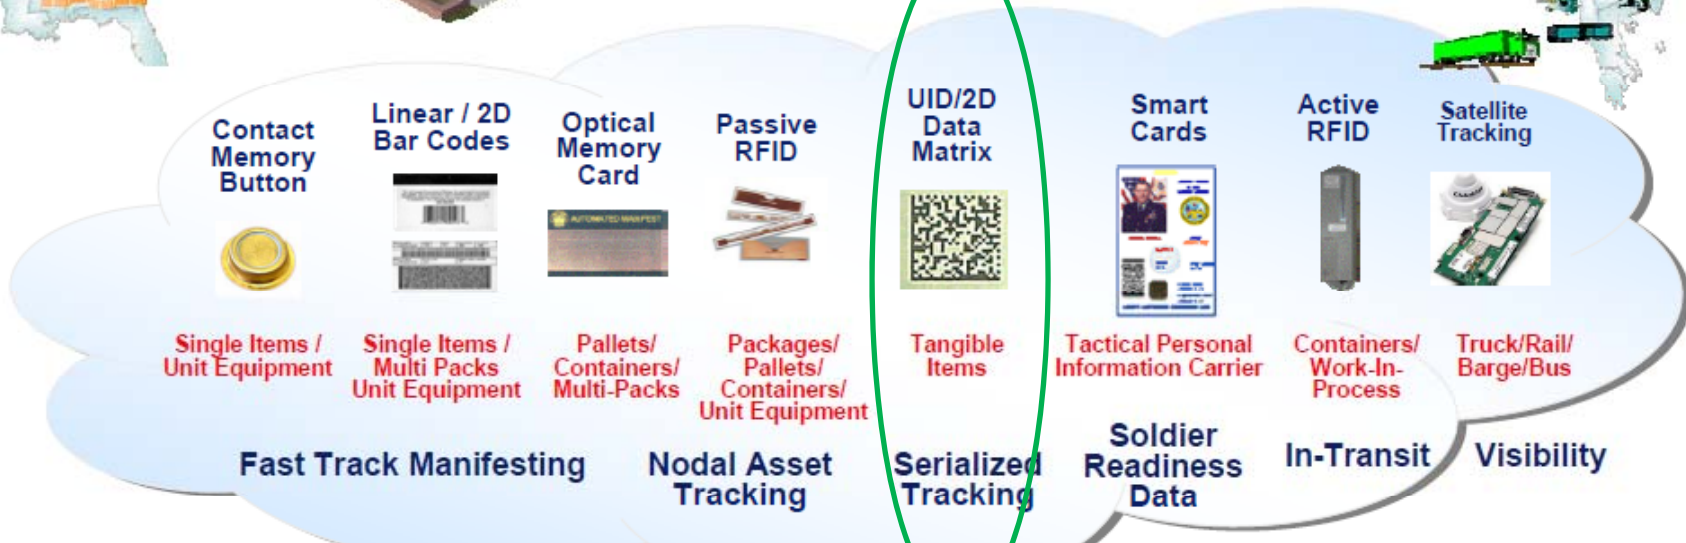 Contact
Memory
Button
Linear / 2D
Bar Codes
Optical
Memory
Card
Passive
RFID
UID/2D
Data
Matrix
Smart
Cards
Active
RFID
Satellite
Tracking
AUTOMATED MANIFEST
Single Items /
Unit Equipment
Single Items /
Multi Packs
Unit Equipment
Pallets/
Containers/
Multi-Packs
Packages/
Pallets/
Containers/
Unit Equipment
Tangible
Items
Tactical Personal
Information Carrier
Containers/
Work-In-
Process
Truck/Rail/
Barge/Bus
Fast Track Manifesting
Nodal Asset
Tracking
Serialized
Tracking
Soldier
Readiness
Data
In-Transit
Visibility